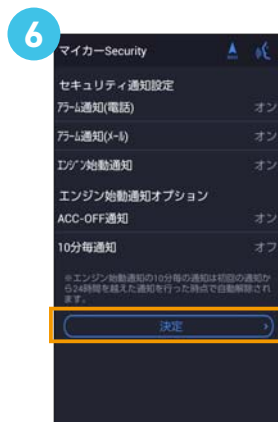 6
マイカーSecurity
セキュリティ通知設定
アラーム通知(電話) オン
アラーム通知(メール) オン
エンジン始動通知 オン
エンジン始動通知オプション
ACC-OFF通知 オン
10分毎通知 オフ
※エンジン始動通知の10分毎の通知は初回の通知か
ら24時間を越えた通知を行った時点で自動解除され
ます。
決定